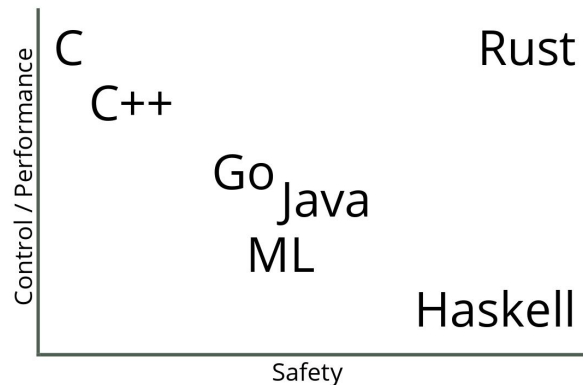 C
Rust
C++
Go
Java
ML
Haskell
Control / Performance
Safety